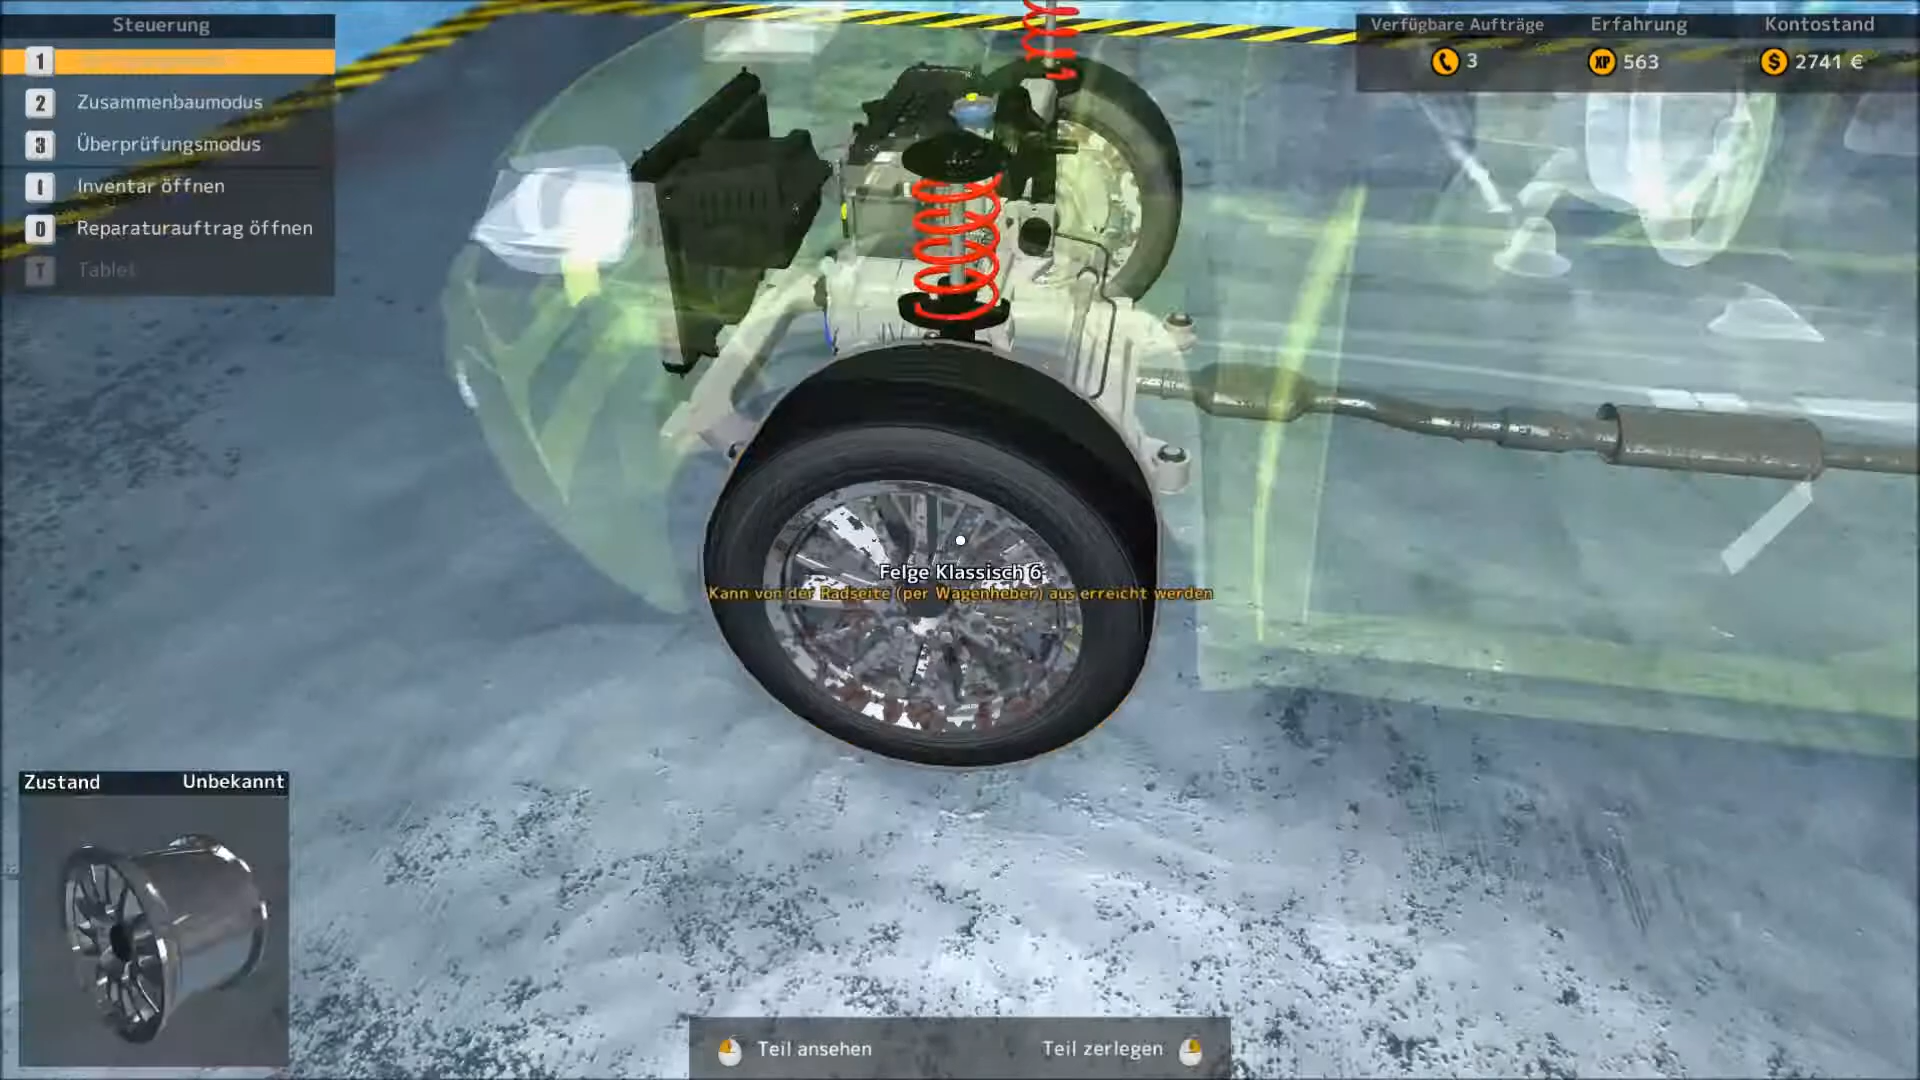 Steuerung
1
2 Zusammenbaumodus
3 Überprüfungsmodus
I Inventar öffnen
O Reparaturauftrag öffnen
T Tablet
Verfügbare Aufträge Erfahrung Kontostand
3 XP 563 $ 2741 €
Felge Klassisch 6
Kann von der Radseite (per Wagenheber) aus erreicht werden
Zustand Unbekannt
Teil ansehen Teil zerlegen